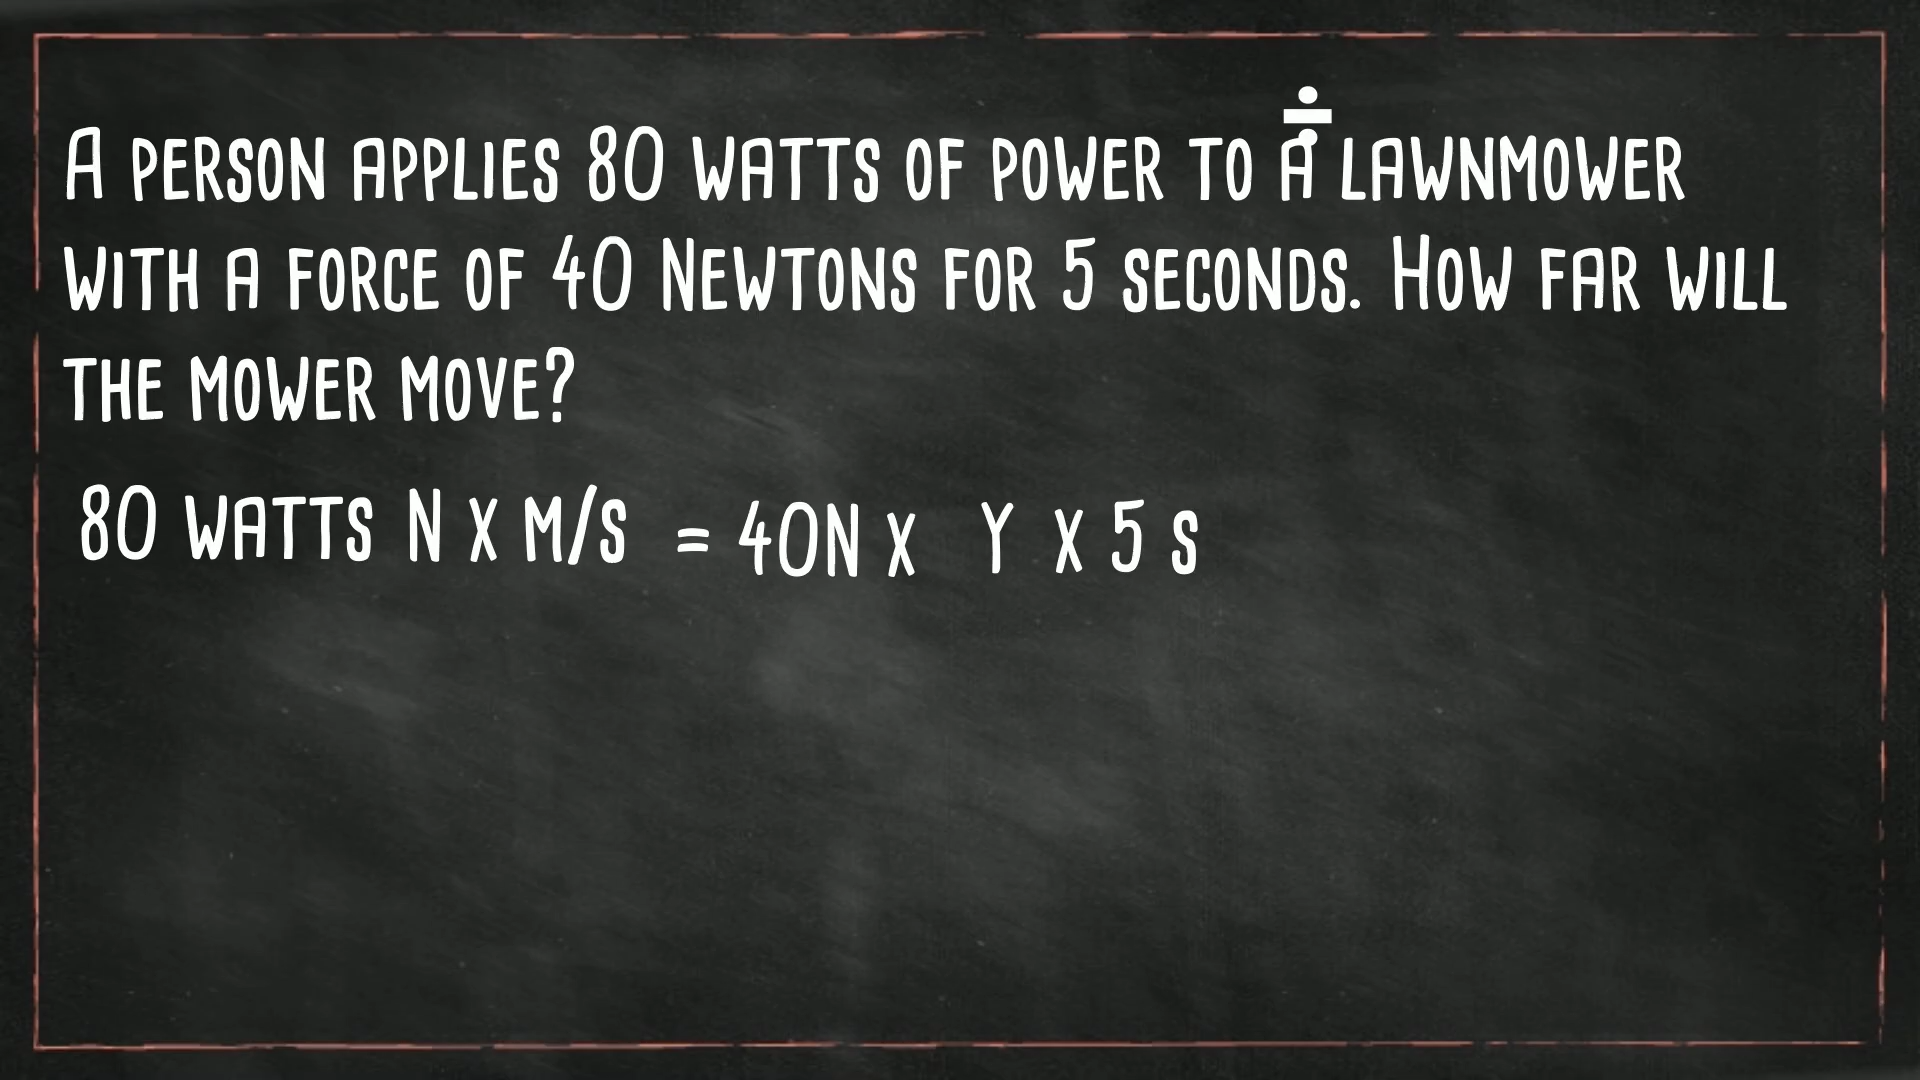 ÷
A person applies 80 watts of power to a lawnmower
with a force of 40 Newtons for 5 seconds. How far will
the mower move?
80 watts N x m/s = 40N x Y x 5 s